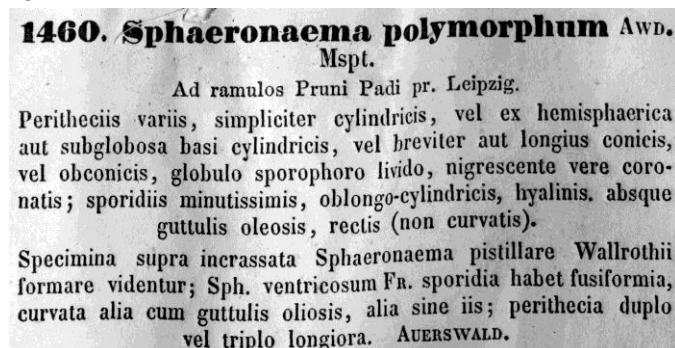 1460. Sphaeronaema polymorphum AWD.
Mspt.
Ad ramulos Pruni Padi pr. Leipzig.
Peritheciis variis, simpliciter cylindricis, vel ex hemisphaerica
aut subglobosa basi cylindricis, vel breviter aut longius conicis,
vel obconicis, globulo sporophoro livido, nigrescente vere coro-
natis; sporidiis minutissimis, oblongo-cylindricis, hyalinis. absque
guttulis oleosis, rectis (non curvatis).
Specimina supra incrassata Sphaeronaema pistillare Wallrothii
formare videntur; Sph. ventricosum FR. sporidia habet fusiformia,
curvata alia cum guttulis oliosis, alia sine iis; perithecia duplo
vel triplo longiora. AUERSWALD.